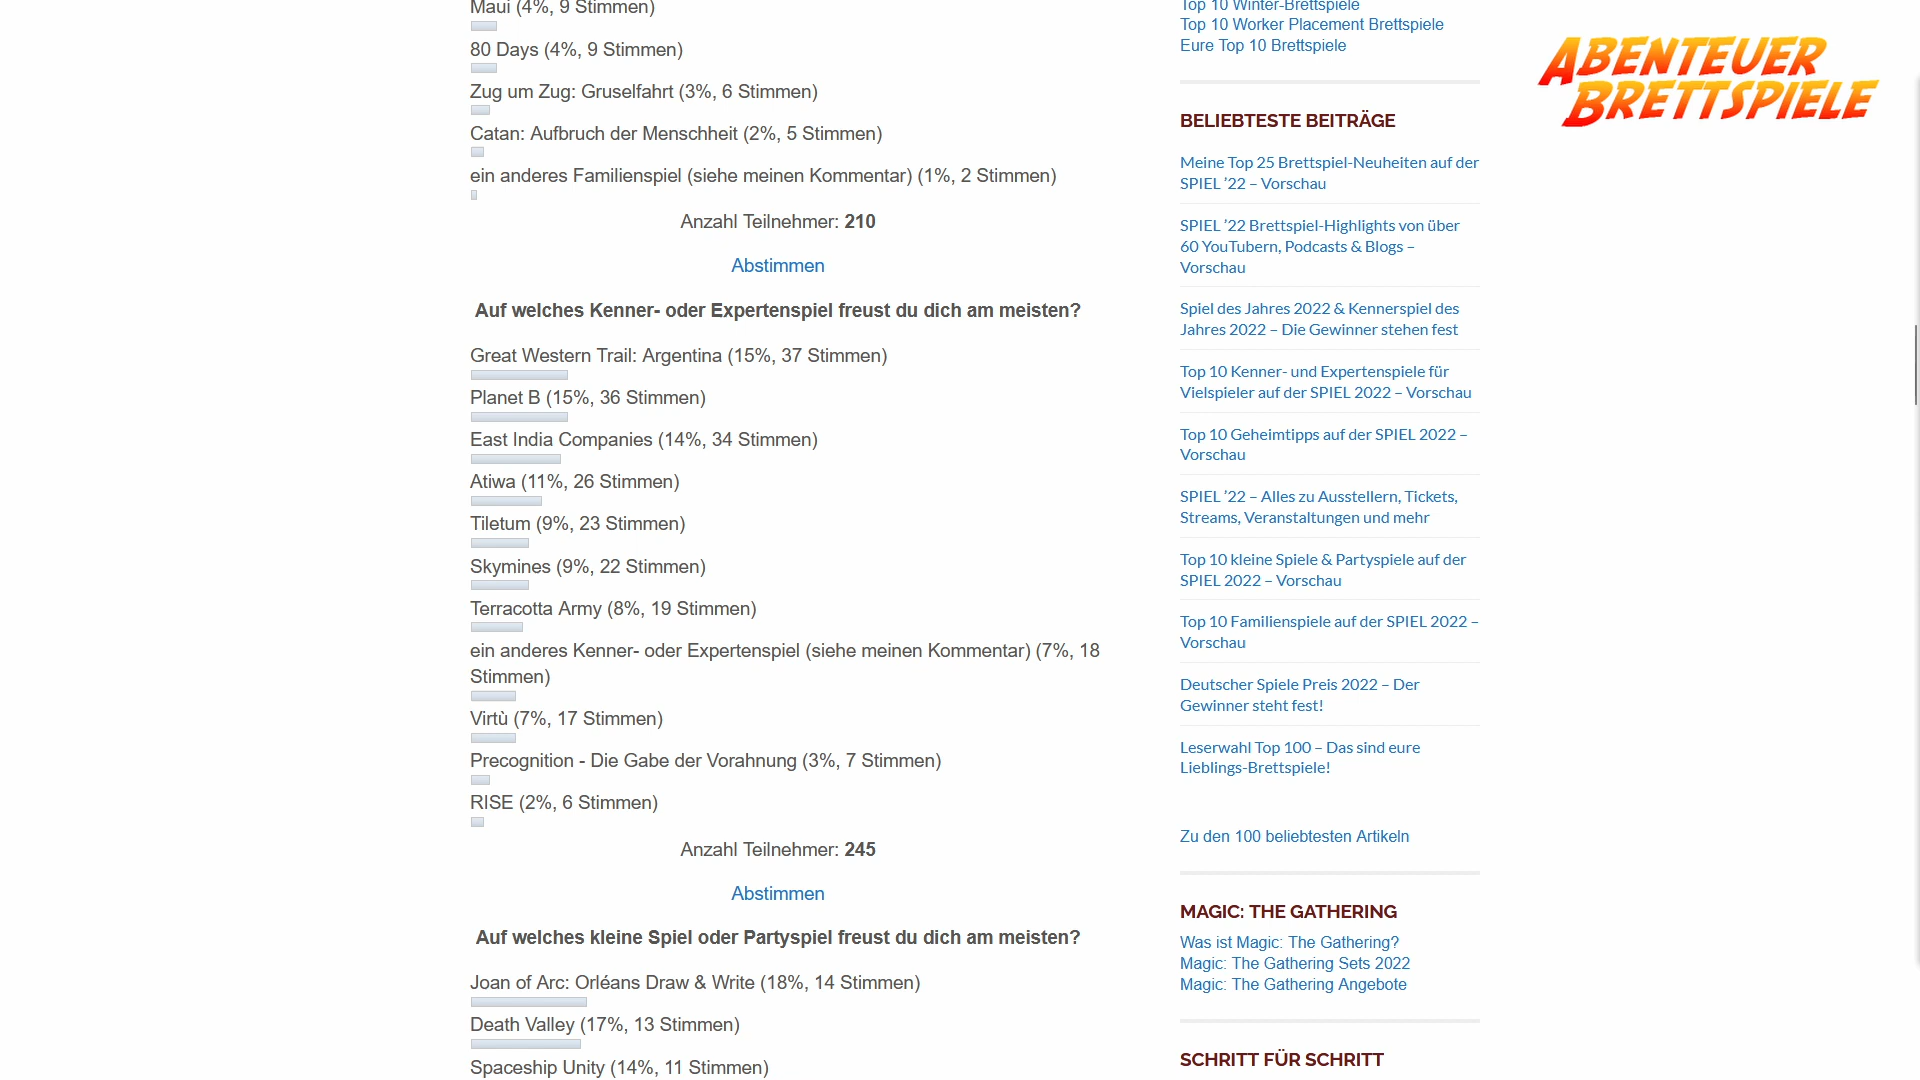 Maui (4%, 9 Stimmen)
80 Days (4%, 9 Stimmen)
Zug um Zug: Gruselfahrt (3%, 6 Stimmen)
Catan: Aufbruch der Menschheit (2%, 5 Stimmen)
ein anderes Familienspiel (siehe meinen Kommentar) (1%, 2 Stimmen)
Anzahl Teilnehmer: 210
Abstimmen
Auf welches Kenner- oder Expertenspiel freust du dich am meisten?
Great Western Trail: Argentina (15%, 37 Stimmen)
Planet B (15%, 36 Stimmen)
East India Companies (14%, 34 Stimmen)
Atiwa (11%, 26 Stimmen)
Tiletum (9%, 23 Stimmen)
Skymines (9%, 22 Stimmen)
Terracotta Army (8%, 19 Stimmen)
ein anderes Kenner- oder Expertenspiel (siehe meinen Kommentar) (7%, 18
Stimmen)
Virtù (7%, 17 Stimmen)
Precognition - Die Gabe der Vorahnung (3%, 7 Stimmen)
RISE (2%, 6 Stimmen)
Anzahl Teilnehmer: 245
Abstimmen
Auf welches kleine Spiel oder Partyspiel freust du dich am meisten?
Joan of Arc: Orléans Draw & Write (18%, 14 Stimmen)
Death Valley (17%, 13 Stimmen)
Spaceship Unity (14%, 11 Stimmen)
Top 10 Winter-Brettspiele
Top 10 Worker Placement Brettspiele
Eure Top 10 Brettspiele
BELIEBTESTE BEITRÄGE
Meine Top 25 Brettspiel-Neuheiten auf der
SPIEL ’22 – Vorschau
SPIEL ’22 Brettspiel-Highlights von über
60 YouTubern, Podcasts & Blogs –
Vorschau
Spiel des Jahres 2022 & Kennerspiel des
Jahres 2022 – Die Gewinner stehen fest
Top 10 Kenner- und Expertenspiele für
Vielspieler auf der SPIEL 2022 – Vorschau
Top 10 Geheimtipps auf der SPIEL 2022 –
Vorschau
SPIEL ’22 – Alles zu Ausstellern, Tickets,
Streams, Veranstaltungen und mehr
Top 10 kleine Spiele & Partyspiele auf der
SPIEL 2022 – Vorschau
Top 10 Familienspiele auf der SPIEL 2022 –
Vorschau
Deutscher Spiele Preis 2022 – Der
Gewinner steht fest!
Leserwahl Top 100 – Das sind eure
Lieblings-Brettspiele!
Zu den 100 beliebtesten Artikeln
MAGIC: THE GATHERING
Was ist Magic: The Gathering?
Magic: The Gathering Sets 2022
Magic: The Gathering Angebote
SCHRITT FÜR SCHRITT
ABENTEUER
BRETTSPIELE